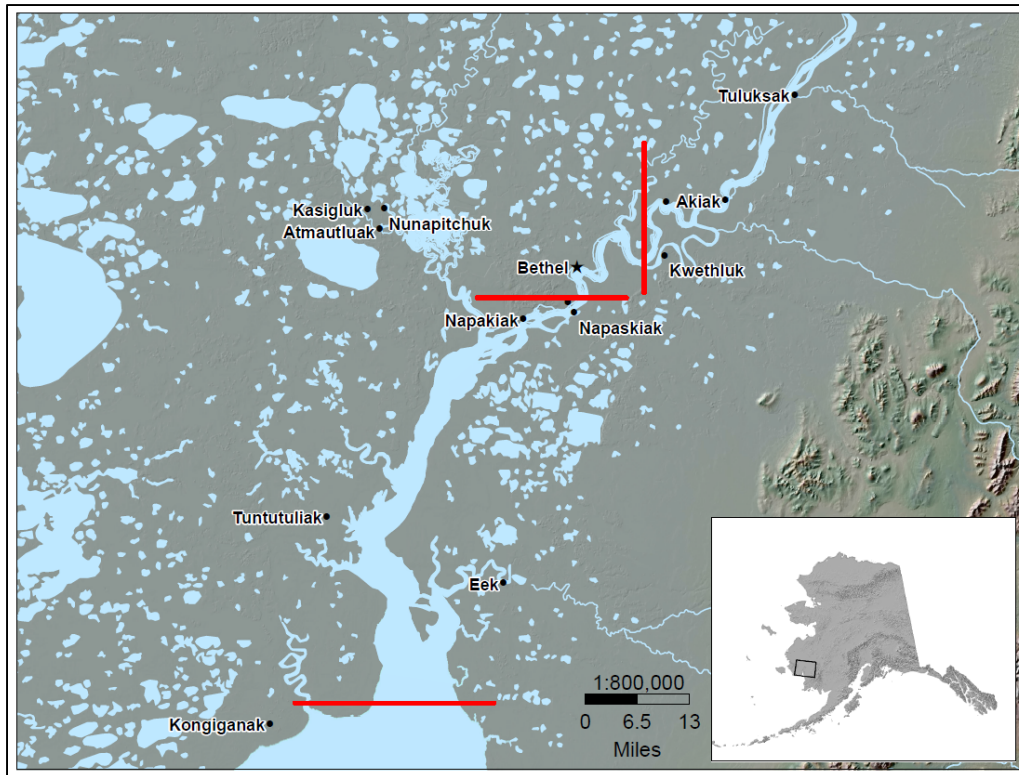 Tuluksak
Kasigluk
Akiak
Nunapitchuk
Atmautluak
Bethel
Kwethluk
Napakiak
Napaskiak
Tuntutuliak
Eek
1:800,000
0 6.5 13
Miles
Kongiganak